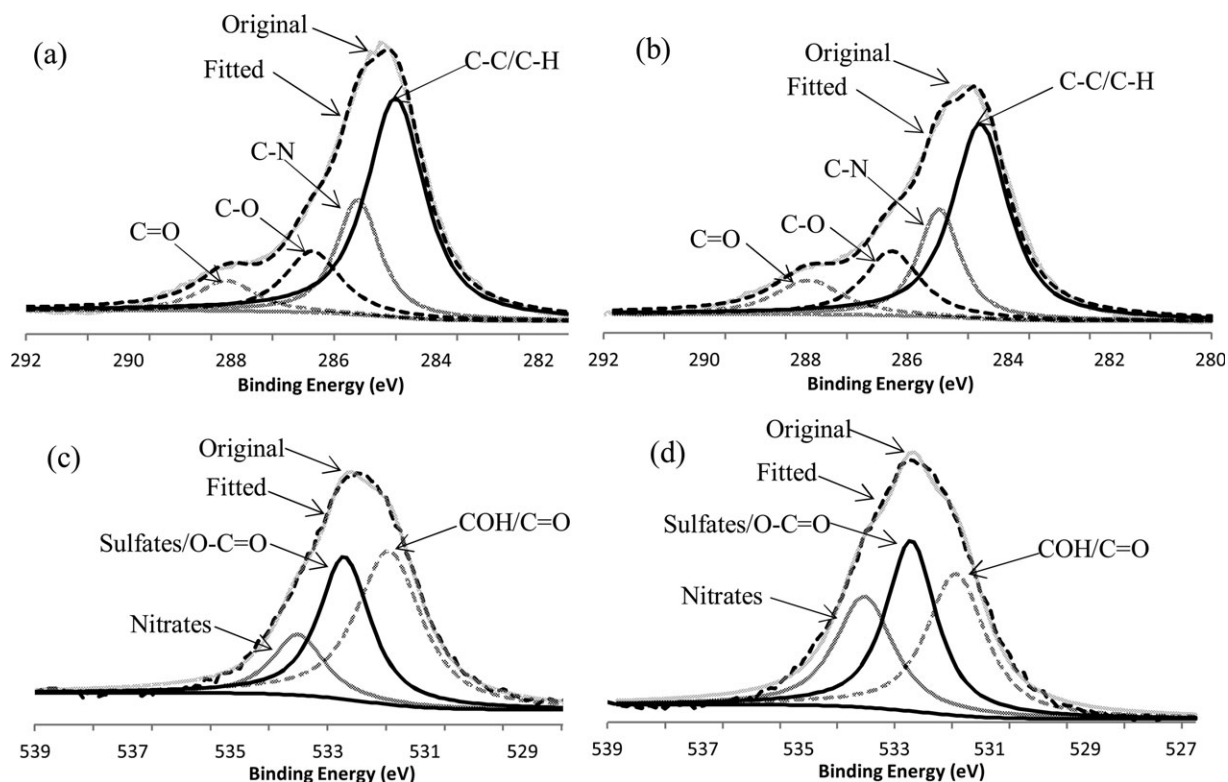 (a)
Original
Fitted
C-C/C-H
C-N
C-O
C=O
292 290 288 286 284 282
Binding Energy (eV)
(b)
Original
Fitted
C-C/C-H
C-N
C-O
C=O
292 290 288 286 284 282 280
Binding Energy (eV)
(c)
Original
Fitted
COH/C=O
Sulfates/O-C=O
Nitrates
539 537 535 533 531 529
Binding Energy (eV)
(d)
Original
Fitted
Sulfates/O-C=O
COH/C=O
Nitrates
539 537 535 533 531 529 527
Binding Energy (eV)